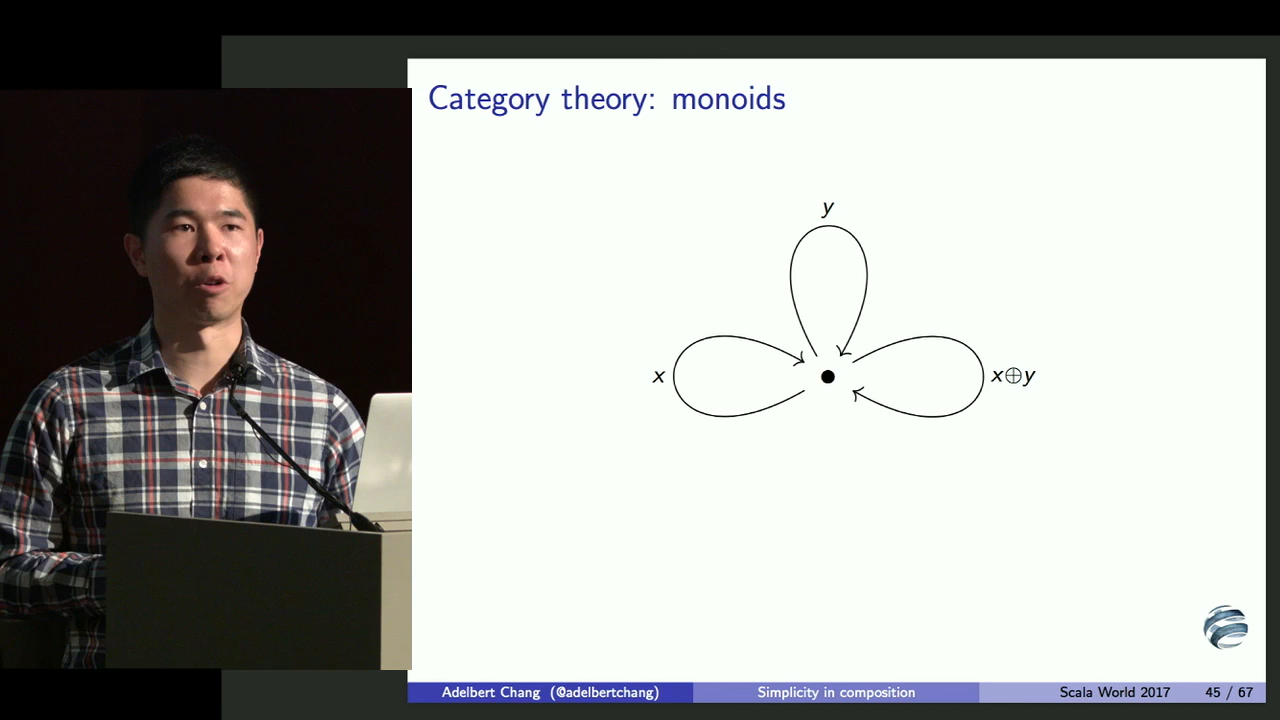 Category theory: monoids
y
x
x⊕y
Adelbert Chang (@adelbertchang)
Simplicity in composition
Scala World 2017
45 / 67